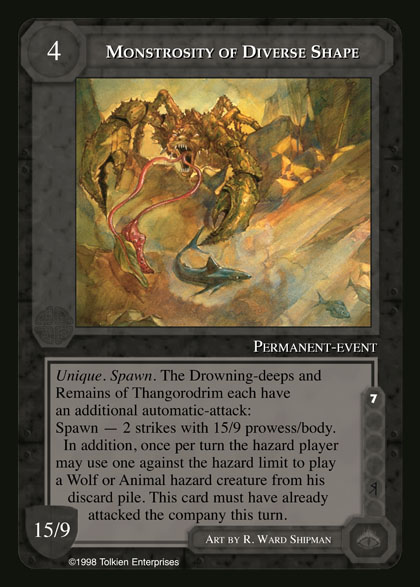 4
Monstrosity of Diverse Shape
Permanent-event
Unique. Spawn. The Drowning-deeps and
Remains of Thangorodrim each have
an additional automatic-attack:
Spawn — 2 strikes with 15/9 prowess/body.
In addition, once per turn the hazard player
may use one against the hazard limit to play
a Wolf or Animal hazard creature from his
discard pile. This card must have already
attacked the company this turn.
7
15/9
Art by R. Ward Shipman
©1998 Tolkien Enterprises